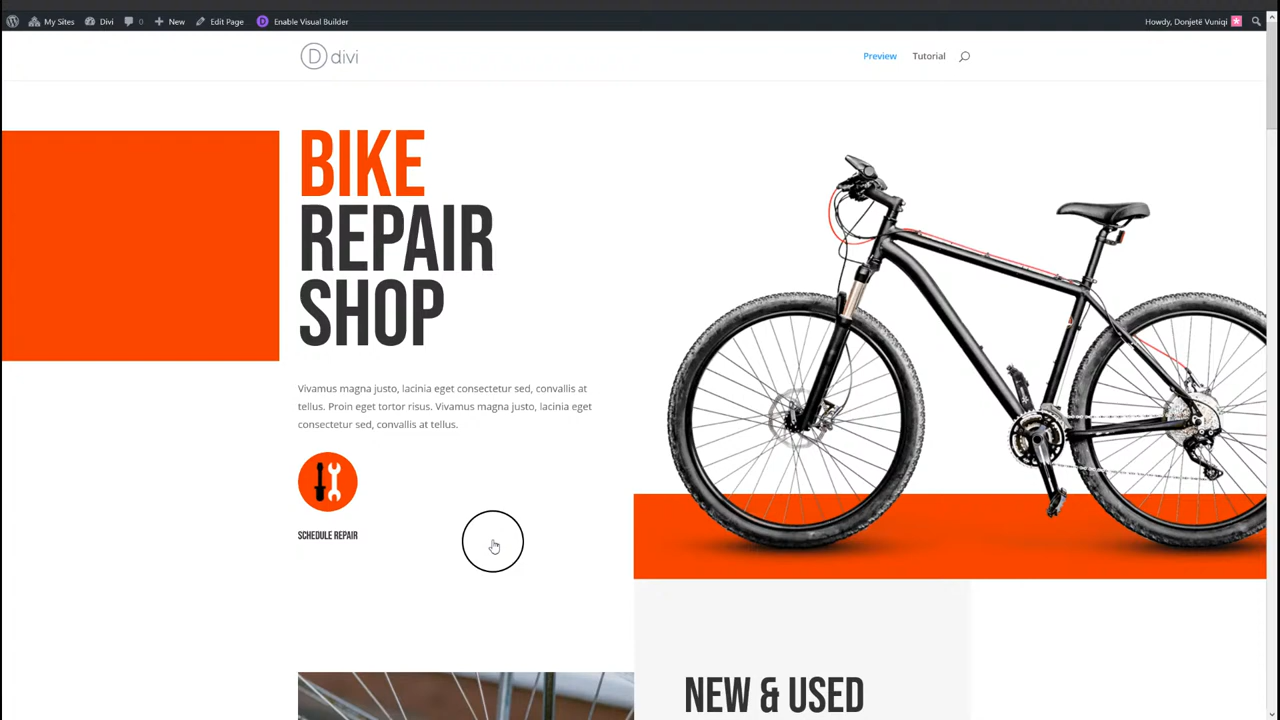 My Sites Divi 0 New Edit Page D Enable Visual Builder Howdy, Donjetë Vuniqi
D divi Preview Tutorial
BIKE
REPAIR
SHOP
Vivamus magna justo, lacinia eget consectetur sed, convallis at
tellus. Proin eget tortor risus. Vivamus magna justo, lacinia eget
consectetur sed, convallis at tellus.
SCHEDULE REPAIR
NEW & USED